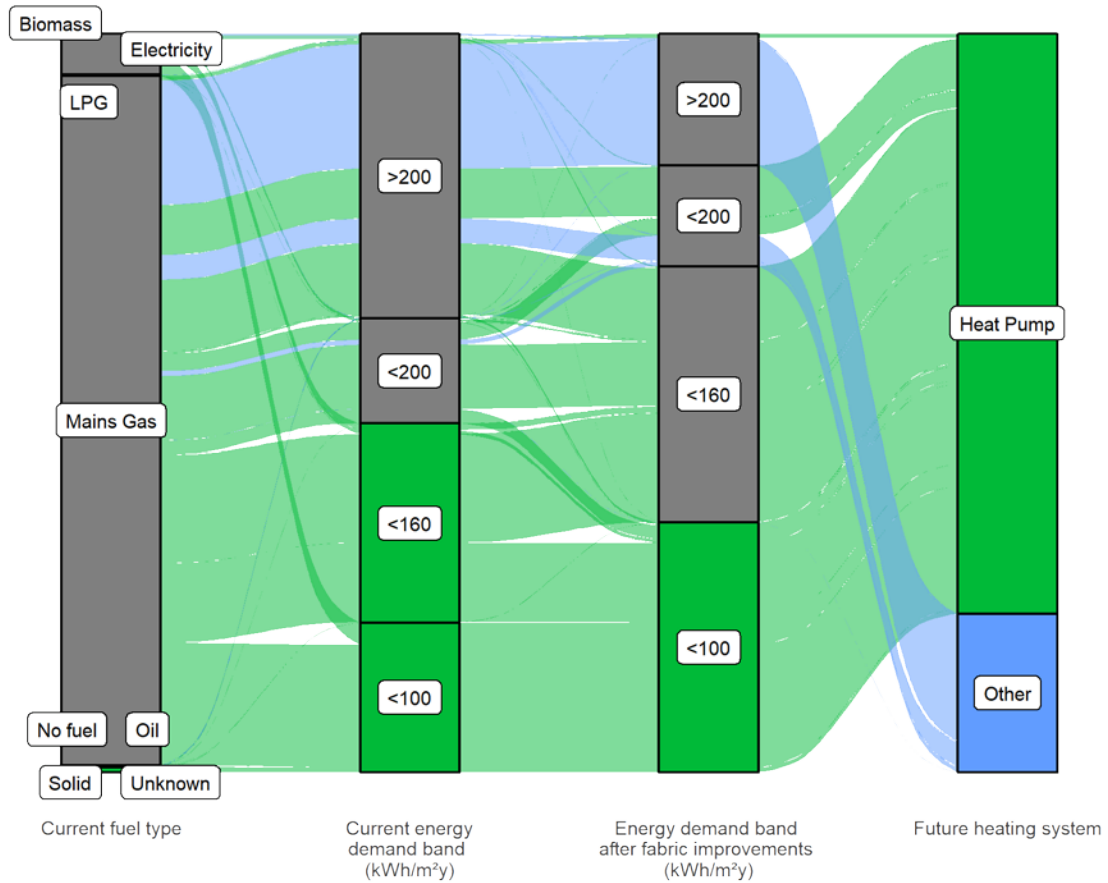 Biomass
Electricity
LPG
Mains Gas
No fuel
Oil
Solid
Unknown
>200
<200
<160
<100
>200
<200
<160
<100
Heat Pump
Other
Current fuel type
Current energy
demand band
(kWh/m²y)
Energy demand band
after fabric improvements
(kWh/m²y)
Future heating system